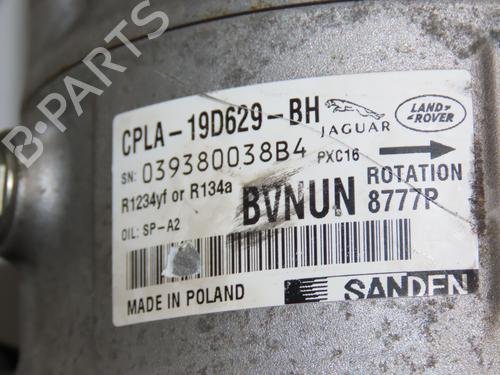 CPLA-19D629-BH
JAGUAR
LAND ROVER
SN: 039380038B4
PXC16
R1234yf or R134a
BVNUN
ROTATION
8777P
OIL: SP-A2
MADE IN POLAND
SANDEN
B-PARTS